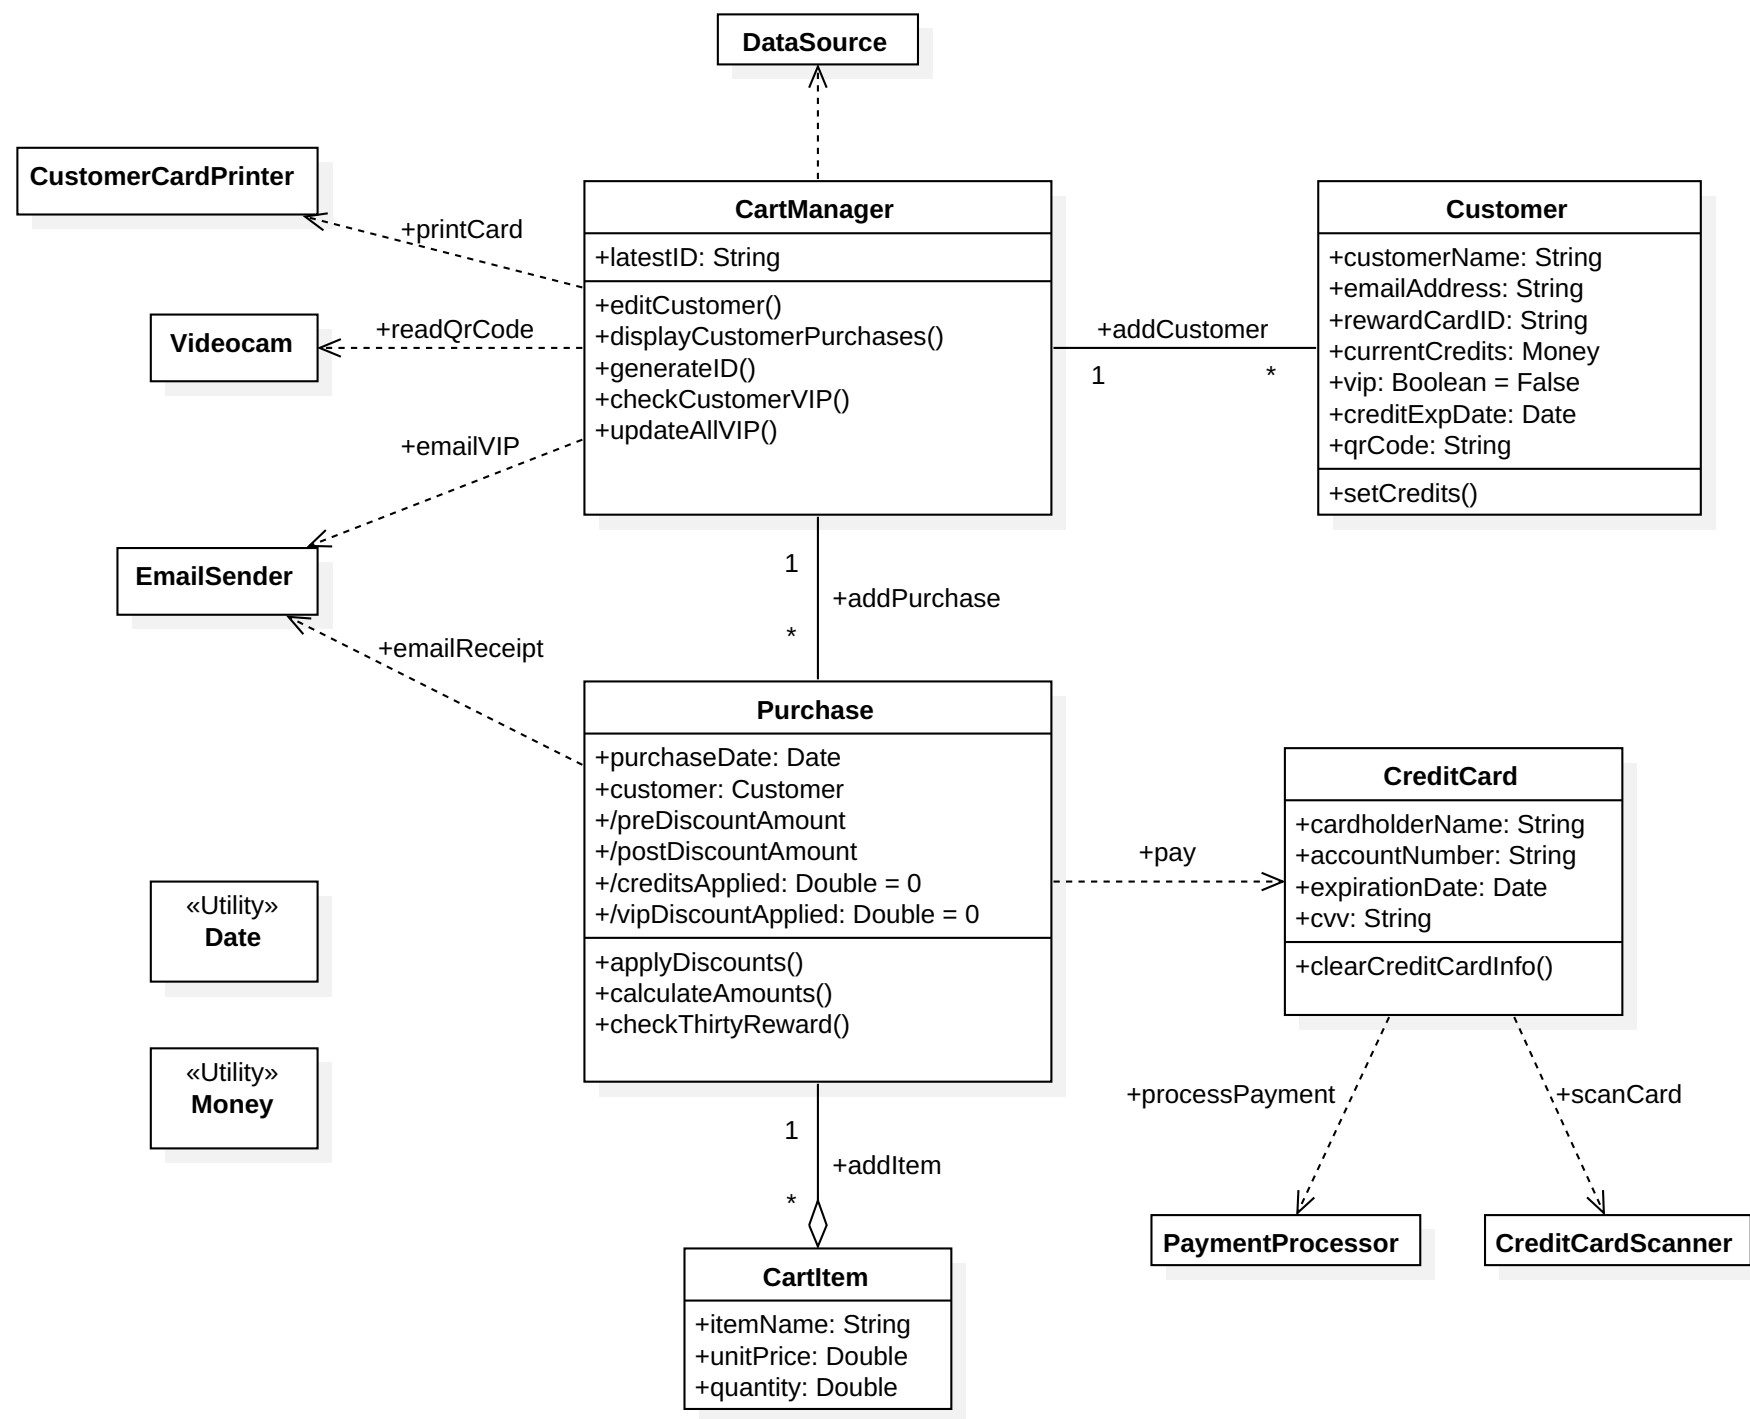 DataSource
CustomerCardPrinter
+printCard
Videocam
+readQrCode
+emailVIP
EmailSender
+emailReceipt
CartManager
+latestID: String
+editCustomer()
+displayCustomerPurchases()
+generateID()
+checkCustomerVIP()
+updateAllVIP()
+addCustomer
1
*
Customer
+customerName: String
+emailAddress: String
+rewardCardID: String
+currentCredits: Money
+vip: Boolean = False
+creditExpDate: Date
+qrCode: String
+setCredits()
1
+addPurchase
*
Purchase
+purchaseDate: Date
+customer: Customer
+/preDiscountAmount
+/postDiscountAmount
+/creditsApplied: Double = 0
+/vipDiscountApplied: Double = 0
+applyDiscounts()
+calculateAmounts()
+checkThirtyReward()
+pay
CreditCard
+cardholderName: String
+accountNumber: String
+expirationDate: Date
+cvv: String
+clearCreditCardInfo()
«Utility»
Date
«Utility»
Money
+processPayment
+scanCard
1
+addItem
*
PaymentProcessor
CreditCardScanner
CartItem
+itemName: String
+unitPrice: Double
+quantity: Double